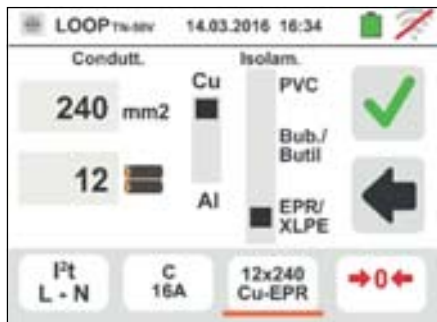 LOOP TN-50V 14.03.2016 16:34
Condutt. Isolam.
Cu PVC
240 mm2
Bub./
Butil
12
Al EPR/
XLPE
I²t
L - N
C
16A
12x240
Cu-EPR
➔0←